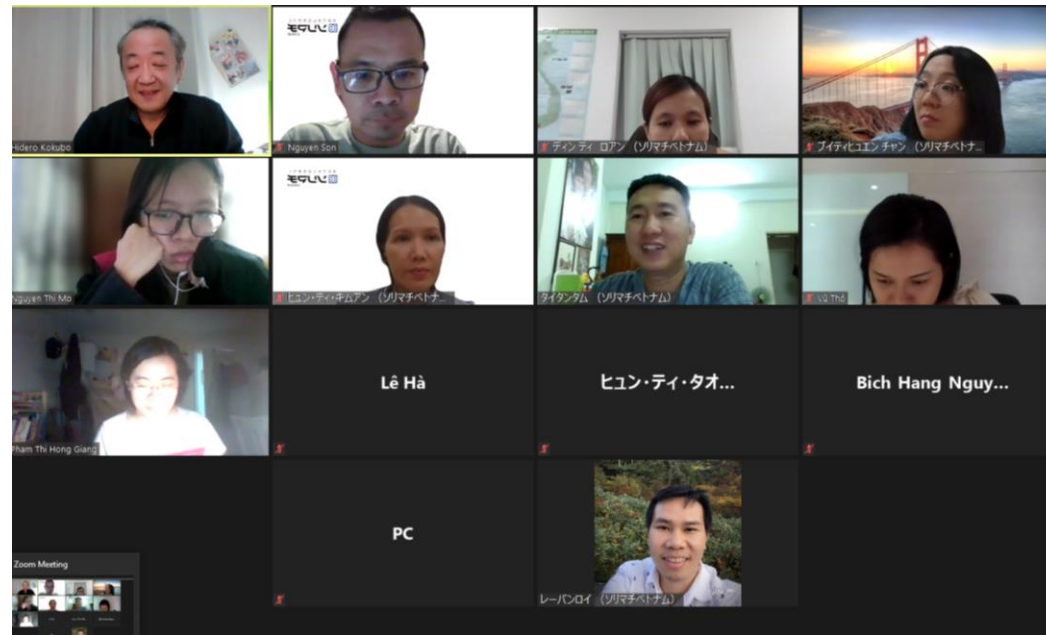 Hidero Kokubo
Nguyen Son
ディンティ ロアン （ソリマチベトナム）
ブイティヒュエンチャン （ソリマチベトナ...
Nguyen Thi Mo
ヒュン・ティ・キムアン （ソリマチベトナ...
タイタンタム （ソリマチベトナム）
Vũ Thơ
Pham Thi Hong Giang
Lê Hà
ヒュン・ティ・タオ...
Bich Hang Nguy...
PC
レーバンロイ （ソリマチベトナム）
Zoom Meeting